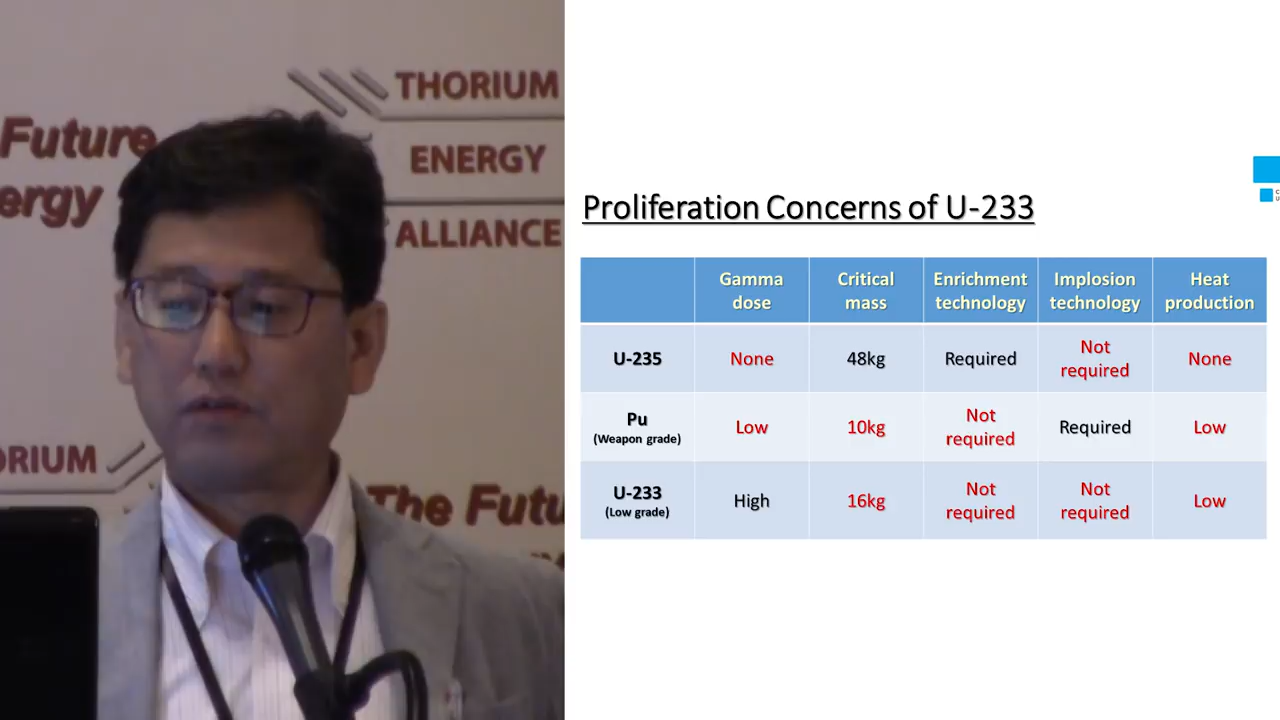 THORIUM
ENERGY
ALLIANCE
Future
ergy
ORIUM
The Futu
Proliferation Concerns of U-233
Gamma dose
Critical mass
Enrichment technology
Implosion technology
Heat production
U-235
None
48kg
Required
Not required
None
Pu
(Weapon grade)
Low
10kg
Not required
Required
Low
U-233
(Low grade)
High
16kg
Not required
Not required
Low